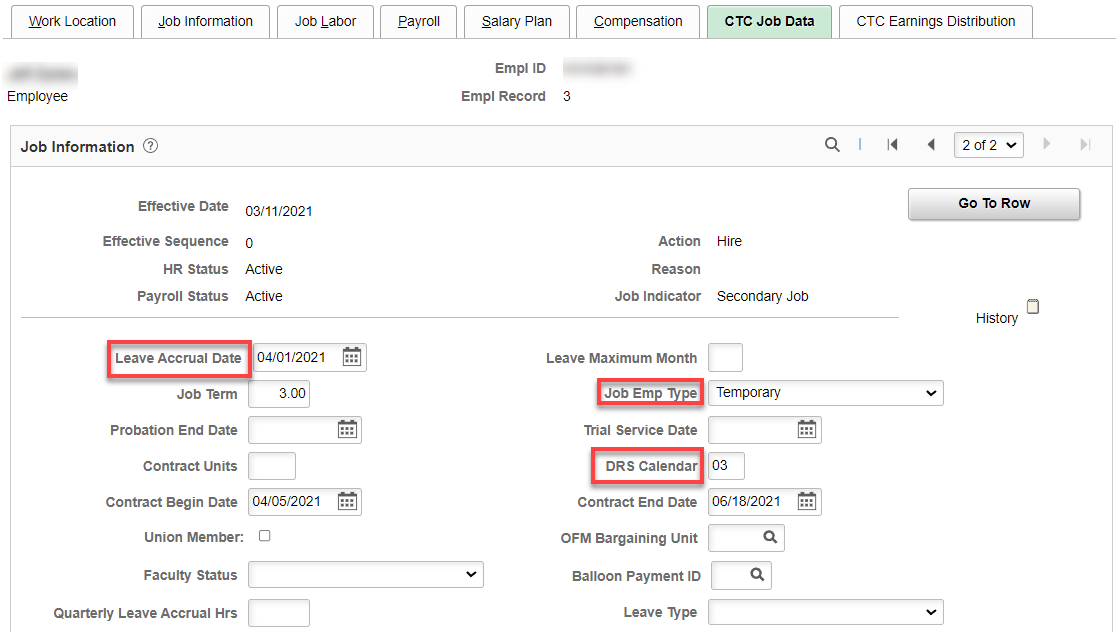 Work Location Job Information Job Labor Payroll Salary Plan Compensation CTC Job Data CTC Earnings Distribution
Empl ID
Employee Empl Record 3
Job Information ? 2 of 2
Effective Date 03/11/2021 Go To Row
Effective Sequence 0 Action Hire
HR Status Active Reason
Payroll Status Active Job Indicator Secondary Job
History
Leave Accrual Date 04/01/2021 Leave Maximum Month
Job Term 3.00 Job Emp Type Temporary
Probation End Date Trial Service Date
Contract Units DRS Calendar 03
Contract Begin Date 04/05/2021 Contract End Date 06/18/2021
Union Member: OFM Bargaining Unit
Faculty Status Balloon Payment ID
Quarterly Leave Accrual Hrs Leave Type